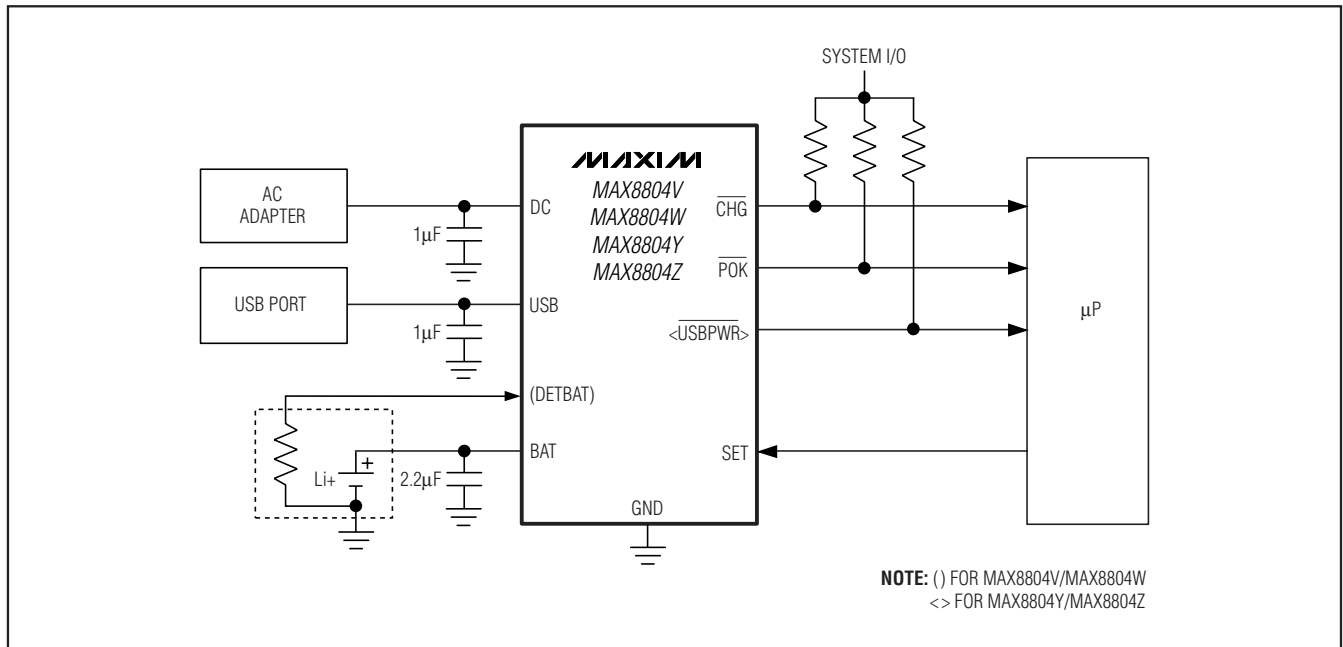 SYSTEM I/O
MAXIM
MAX8804V
MAX8804W
MAX8804Y
MAX8804Z
AC
ADAPTER
1μF
DC
CHG
USB PORT
1μF
USB
POK
<USBPWR>
μP
(DETBAT)
Li+
+
2.2μF
BAT
SET
GND
NOTE: ( ) FOR MAX8804V/MAX8804W
< > FOR MAX8804Y/MAX8804Z